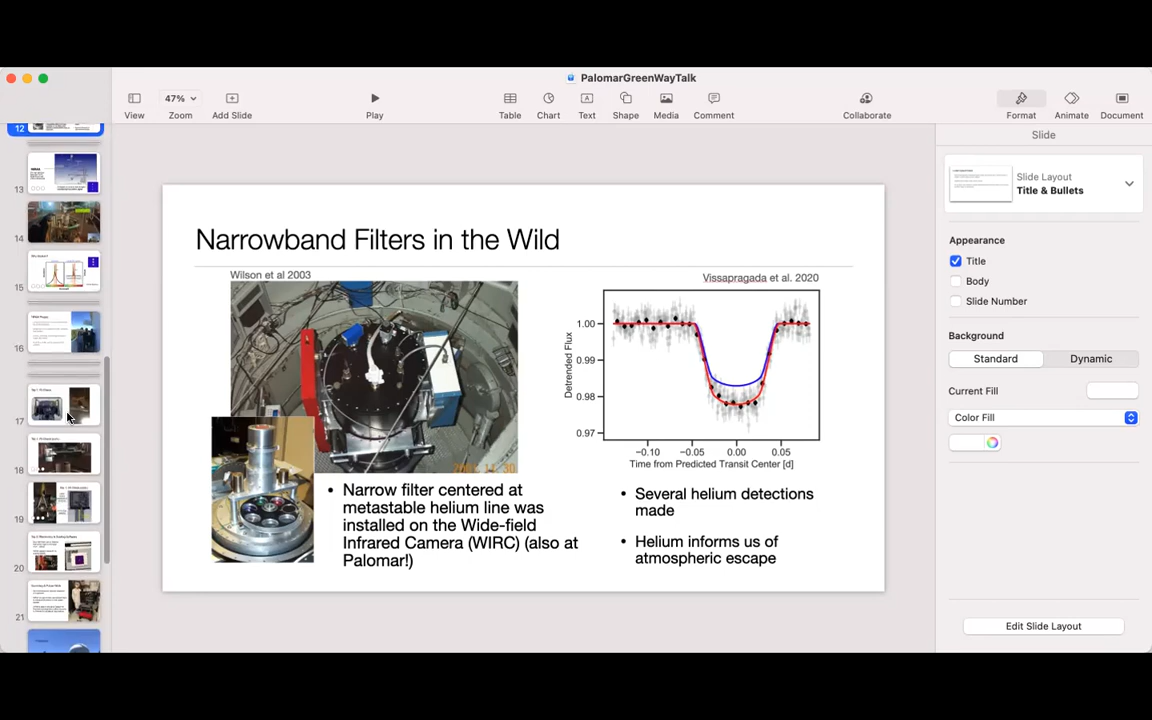 PalomarGreenWayTalk
47%
View
Zoom
Add Slide
Play
Table
Chart
Text
Shape
Media
Comment
Collaborate
Format
Animate
Document
12
13
14
15
16
17
18
19
20
21
Narrowband Filters in the Wild
Wilson et al 2003
• Narrow filter centered at
metastable helium line was
installed on the Wide-field
Infrared Camera (WIRC) (also at
Palomar!)
Vissapragada et al. 2020
Detrended Flux
1.00
0.99
0.98
0.97
−0.10
−0.05
0.00
0.05
Time from Predicted Transit Center [d]
• Several helium detections
made
• Helium informs us of
atmospheric escape
Slide
Slide Layout
Title & Bullets
Appearance
Title
Body
Slide Number
Background
Standard
Dynamic
Current Fill
Color Fill
Edit Slide Layout